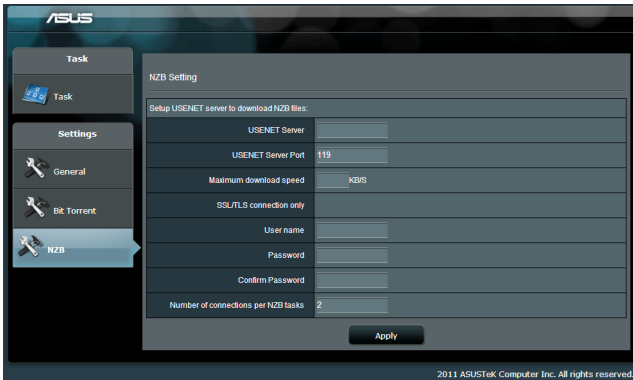 ASUS
Task
Task
Settings
General
Bit Torrent
NZB
NZB Setting
Setup USENET server to download NZB files:
USENET Server
USENET Server Port 119
Maximum download speed KB/S
SSL/TLS connection only
User name
Password
Confirm Password
Number of connections per NZB tasks 2
Apply
2011 ASUSTeK Computer Inc. All rights reserved.